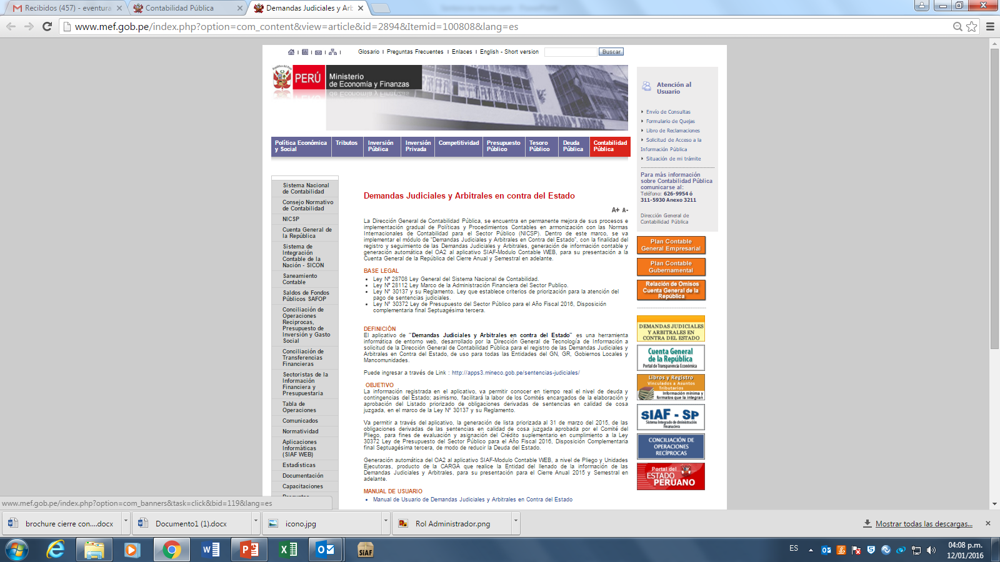 Recibidos (457) - eventura
Contabilidad Pública
Demandas Judiciales y Arb
www.mef.gob.pe/index.php?option=com_content&view=article&id=2894&Itemid=100808&lang=es
Glosario I Preguntas Frecuentes I Enlaces I English - Short version
Buscar
PERÚ
Ministerio
de Economía y Finanzas
Política Económica
y Social
Tributos
Inversión
Pública
Inversión
Privada
Competitividad
Presupuesto
Público
Tesoro
Público
Deuda
Pública
Contabilidad
Pública
Sistema Nacional
de Contabilidad
Consejo Normativo
de Contabilidad
NICSP
Cuenta General de
la República
Sistema de
Integración
Contable de la
Nación - SICON
Saneamiento
Contable
Saldos de Fondos
Públicos SAFOP
Conciliación de
Operaciones
Reciprocas,
Presupuesto de
Inversión y Gasto
Social
Conciliación de
Transferencias
Financieras
Sectoristas de la
Información
Financiera y
Presupuestaria
Tabla de
Operaciones
Comunicados
Normatividad
Aplicaciones
Informáticas
(SIAF WEB)
Estadísticas
Documentación
Capacitaciones
Demandas Judiciales y Arbitrales en contra del Estado
A+ A-
La Dirección General de Contabilidad Pública, se encuentra en permanente mejora de sus procesos e
implementación gradual de Políticas y Procedimientos Contables en armonización con las Normas
Internacionales de Contabilidad para el Sector Público (NICSP). Dentro de este marco, se va
implementar el módulo de "Demandas Judiciales y Arbitrales en Contra del Estado", con la finalidad del
registro y seguimiento de las Demandas Judiciales y Arbitrales, generación de información contable y
generación automática del OA2 al aplicativo SIAF-Modulo Contable WEB, para su presentación a la
Cuenta General de la República del Cierre Anual y Semestral en adelante.
BASE LEGAL
• Ley Nº 28708 Ley General del Sistema Nacional de Contabilidad.
• Ley Nº 28112 Ley Marco de la Administración Financiera del Sector Publico.
• Ley N° 30137 y su Reglamento. Ley que establece criterios de priorización para la atención del
pago de sentencias judiciales.
• Ley N° 30372 Ley de Presupuesto del Sector Público para el Año Fiscal 2016, Disposición
complementaria final Septuagésima tercera.
DEFINICIÓN
El aplicativo de "Demandas Judiciales y Arbitrales en contra del Estado" es una herramienta
informática de entorno web, desarrollado por la Dirección General de Tecnología de Información a
solicitud de la Dirección General de Contabilidad Pública para el registro de las Demandas Judiciales y
Arbitrales en Contra del Estado, de uso para todas las Entidades del GN, GR, Gobiernos Locales y
Mancomunidades.
Puede ingresar a través de Link : http://apps3.mineco.gob.pe/sentencias-judiciales/
OBJETIVO
La información registrada en el aplicativo, va permitir conocer en tiempo real el nivel de deuda y
contingencias del Estado; asimismo, facilitará la labor de los Comités encargados de la elaboración y
aprobación del Listado priorizado de obligaciones derivadas de sentencias en calidad de cosa
juzgada, en el marco de la Ley N° 30137 y su Reglamento.
Va permitir a través del aplicativo, la generación de lista priorizada al 31 de marzo del 2015, de las
obligaciones derivadas de las sentencias en calidad de cosa juzgada aprobada por el Comité del
Pliego, para fines de evaluación y asignación del Crédito suplementario en cumplimiento a la Ley
30372 Ley de Presupuesto del Sector Público para el Año Fiscal 2016, Disposición Complementaria
final Septuagésima tercera, de modo de reducir la Deuda del Estado.
Generación automática del OA2 al aplicativo SIAF-Modulo Contable WEB, a nivel de Pliego y Unidades
Ejecutoras, producto de la CARGA que realice la Entidad del llenado de la información de las
Demandas Judiciales y Arbitrales, para su presentación para el Cierre Anual 2015 y Semestral en
adelante.
MANUAL DE USUARIO
• Manual de Usuario de Demandas Judiciales y Arbitrales en Contra del Estado
Atención al
Usuario
Envío de Consultas
Formulario de Quejas
Libro de Reclamaciones
Solicitud de Acceso a la
Información Pública
Situación de mi trámite
Para más información
sobre Contabilidad Pública
comunicarse al:
Teléfono: 626-9954 ó
311-5930 Anexo 3211
Dirección General de
Contabilidad Pública
Plan Contable
General Empresarial
Plan Contable
Gubernamental
Relación de Omisos
Cuenta General de la
República
DEMANDAS JUDICIALES
Y ARBITRALES EN
CONTRA DEL ESTADO
Cuenta General
de la República
Portal de Transparencia Económica
Libros y Registro
Vinculados a Asuntos
Tributarios
Información mínima y
formatos que la integran
SIAF - SP
CONCILIACIÓN DE
OPERACIONES
RECÍPROCAS
Portal del
ESTADO
PERUANO
www.mef.gob.pe/index.php?option=com_banners&task=click&bid=119&lang=es
brochure cierre con....docx
Documento1 (1).docx
icono.jpg
Rol Administrador.png
Mostrar todas las descargas...
SIAF
ES
04:08 p.m.
12/01/2016